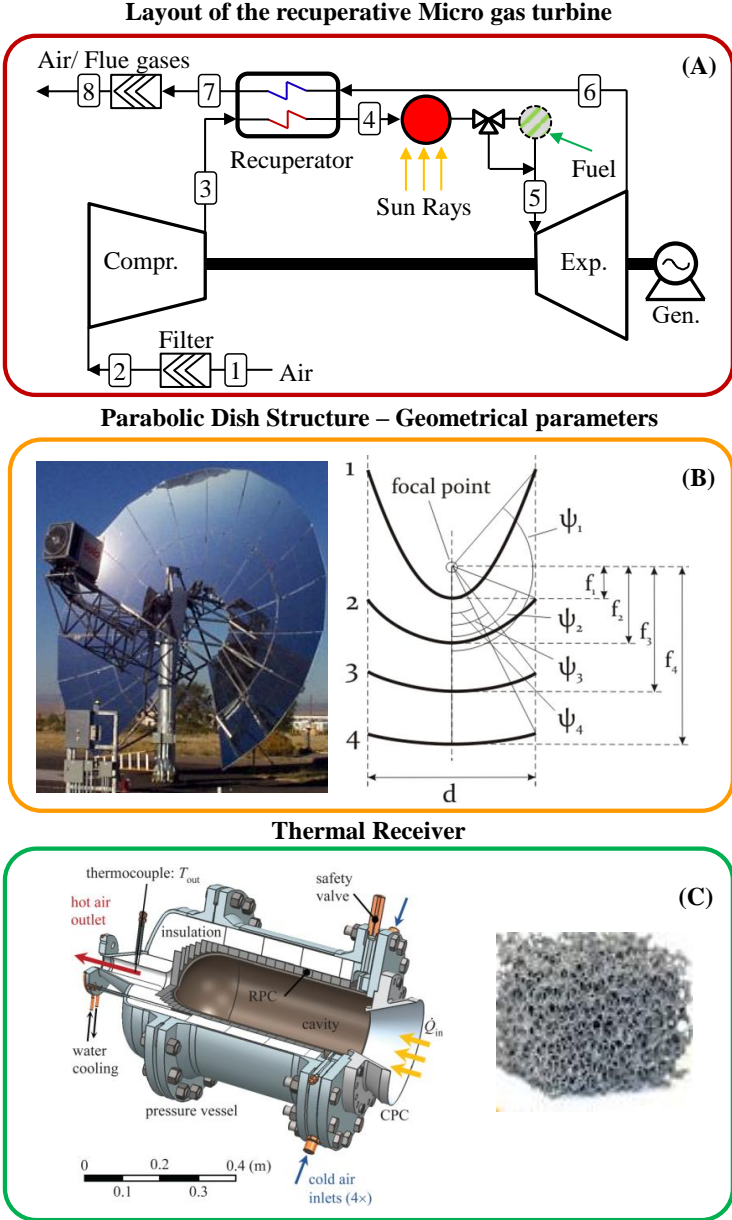 Layout of the recuperative Micro gas turbine
(A)
Air/ Flue gases
8
7
6
4
Recuperator
3
Sun Rays
Fuel
5
Compr.
Exp.
Gen.
Filter
2
1
Air
Parabolic Dish Structure – Geometrical parameters
(B)
1
focal point
ψ₁
f₁
2
f₂
ψ₂
f₃
3
ψ₃
f₄
ψ₄
4
d
Thermal Receiver
(C)
thermocouple: Tout
safety
valve
hot air
outlet
insulation
RPC
cavity
Q̇in
water
cooling
pressure vessel
CPC
0 0.2 0.4 (m)
0.1 0.3
cold air
inlets (4×)